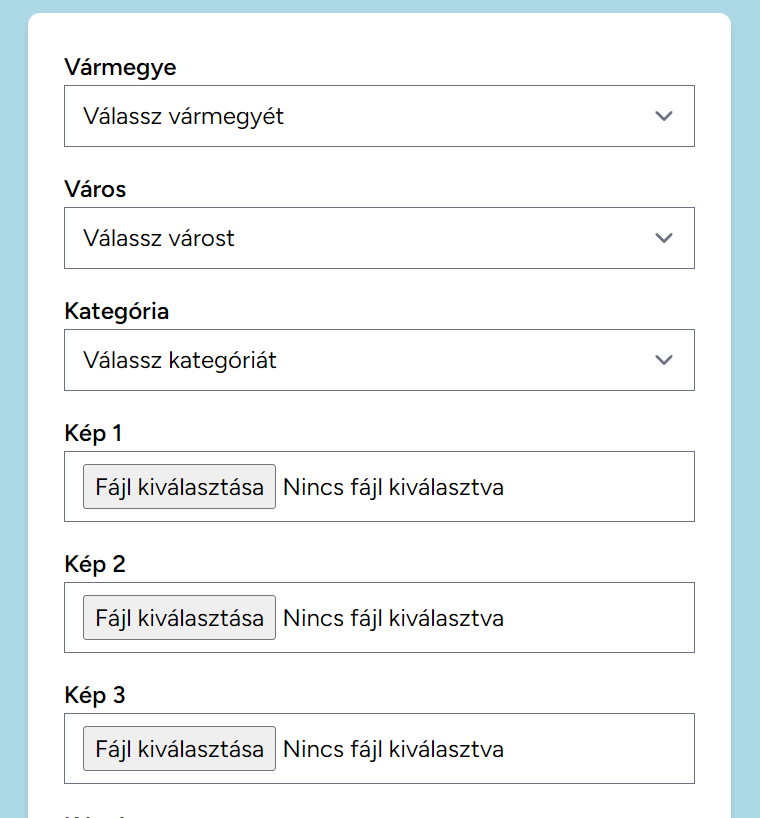 Vármegye
Válassz vármegyét
Város
Válassz várost
Kategória
Válassz kategóriát
Kép 1
Fájl kiválasztása Nincs fájl kiválasztva
Kép 2
Fájl kiválasztása Nincs fájl kiválasztva
Kép 3
Fájl kiválasztása Nincs fájl kiválasztva